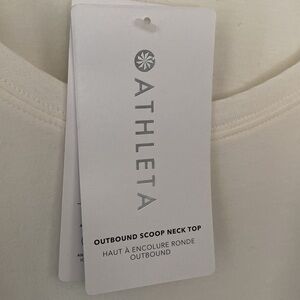 ATHLETA
OUTBOUND SCOOP NECK TOP
HAUT À ENCOLURE RONDE
OUTBOUND